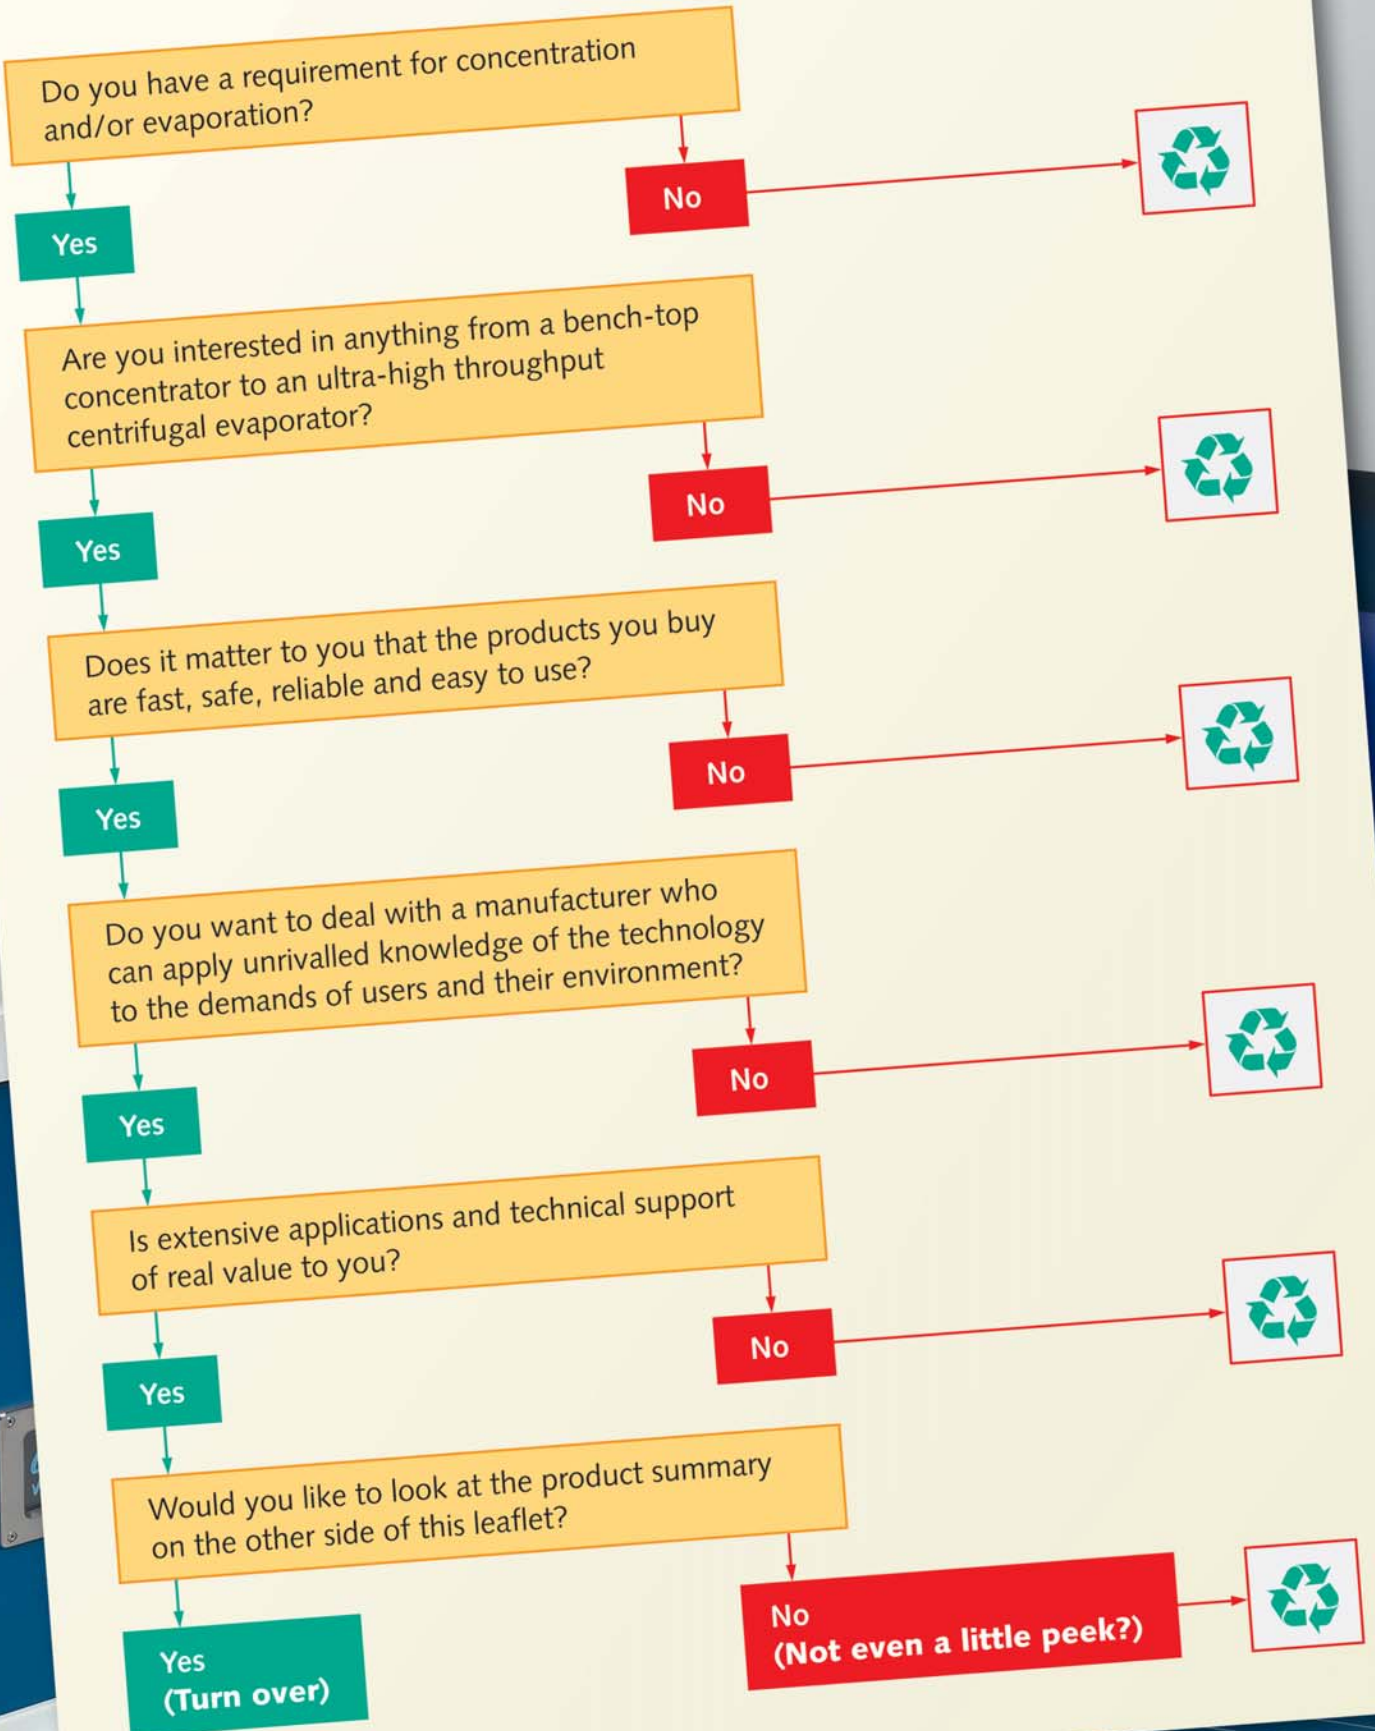 Do you have a requirement for concentration
and/or evaporation?
No
Yes
Are you interested in anything from a bench-top
concentrator to an ultra-high throughput
centrifugal evaporator?
No
Yes
Does it matter to you that the products you buy
are fast, safe, reliable and easy to use?
No
Yes
Do you want to deal with a manufacturer who
can apply unrivalled knowledge of the technology
to the demands of users and their environment?
No
Yes
Is extensive applications and technical support
of real value to you?
No
Yes
Would you like to look at the product summary
on the other side of this leaflet?
No
(Not even a little peek?)
Yes
(Turn over)